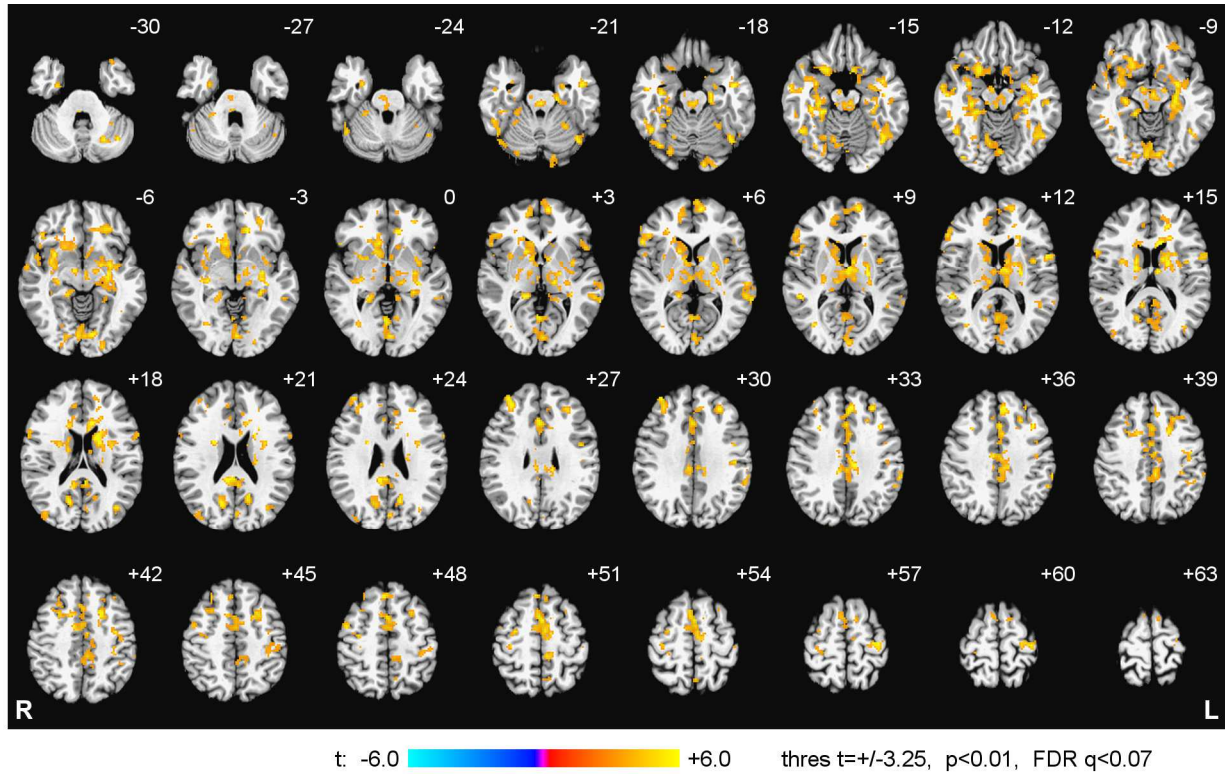 -30 -27 -24 -21 -18 -15 -12 -9
-6 -3 0 +3 +6 +9 +12 +15
+18 +21 +24 +27 +30 +33 +36 +39
+42 +45 +48 +51 +54 +57 +60 +63
R L
t: -6.0 +6.0 thres t=+/-3.25, p<0.01, FDR q<0.07